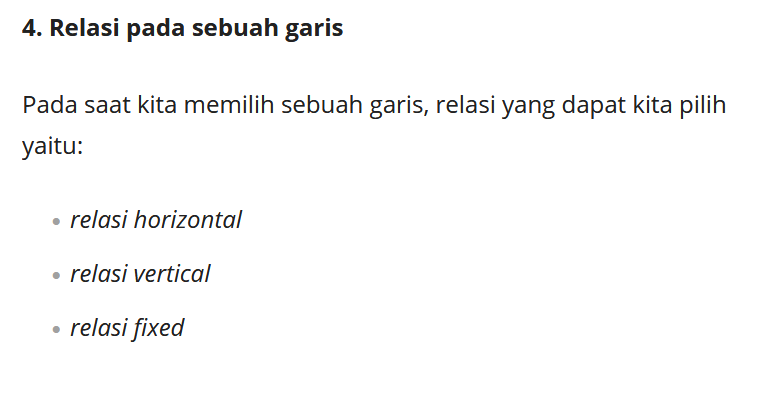 4. Relasi pada sebuah garis
Pada saat kita memilih sebuah garis, relasi yang dapat kita pilih
yaitu:
• relasi horizontal
• relasi vertical
• relasi fixed